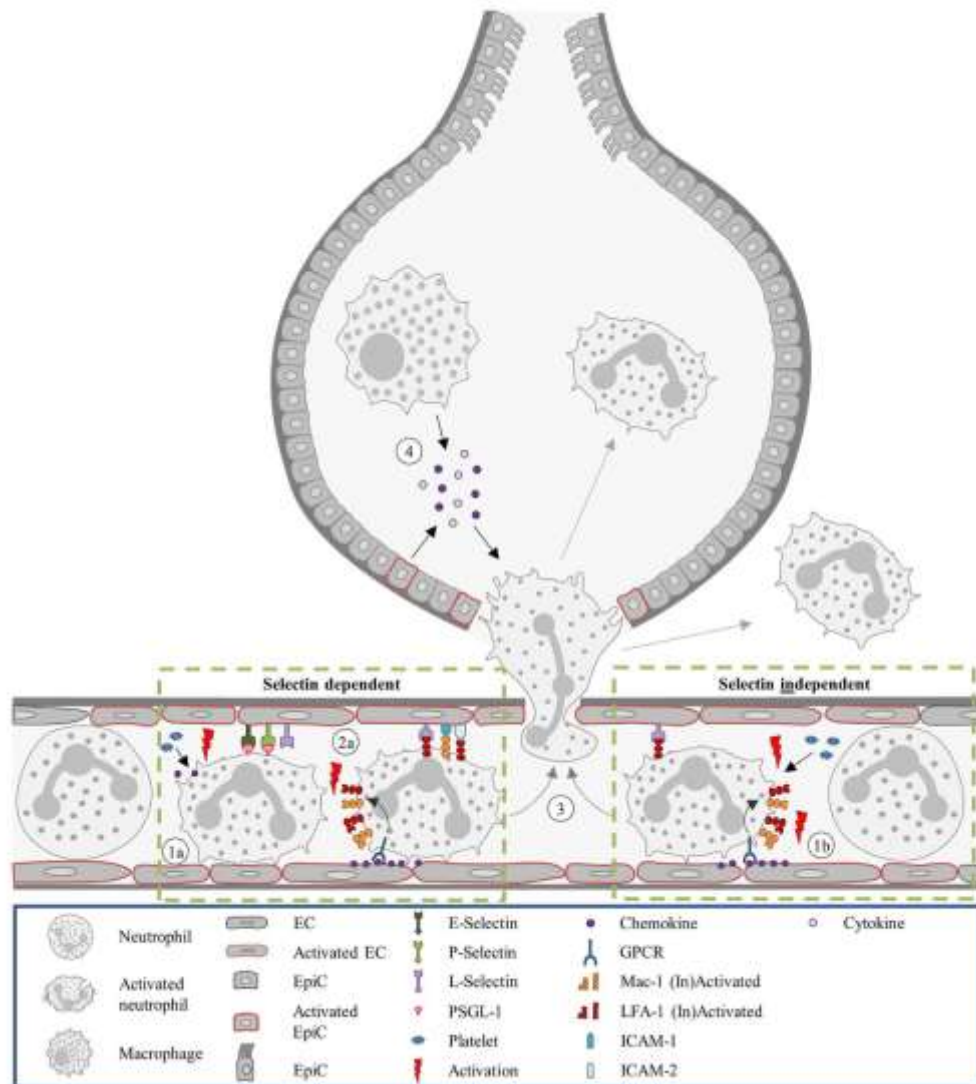 4
Selectin dependent
Selectin independent
2a
3
1a
1b
Neutrophil
Activated
neutrophil
Macrophage
EC
Activated EC
EpiC
Activated
EpiC
EpiC
E-Selectin
P-Selectin
L-Selectin
PSGL-1
Platelet
Activation
Chemokine
GPCR
Mac-1 (In)Activated
LFA-1 (In)Activated
ICAM-1
ICAM-2
Cytokine